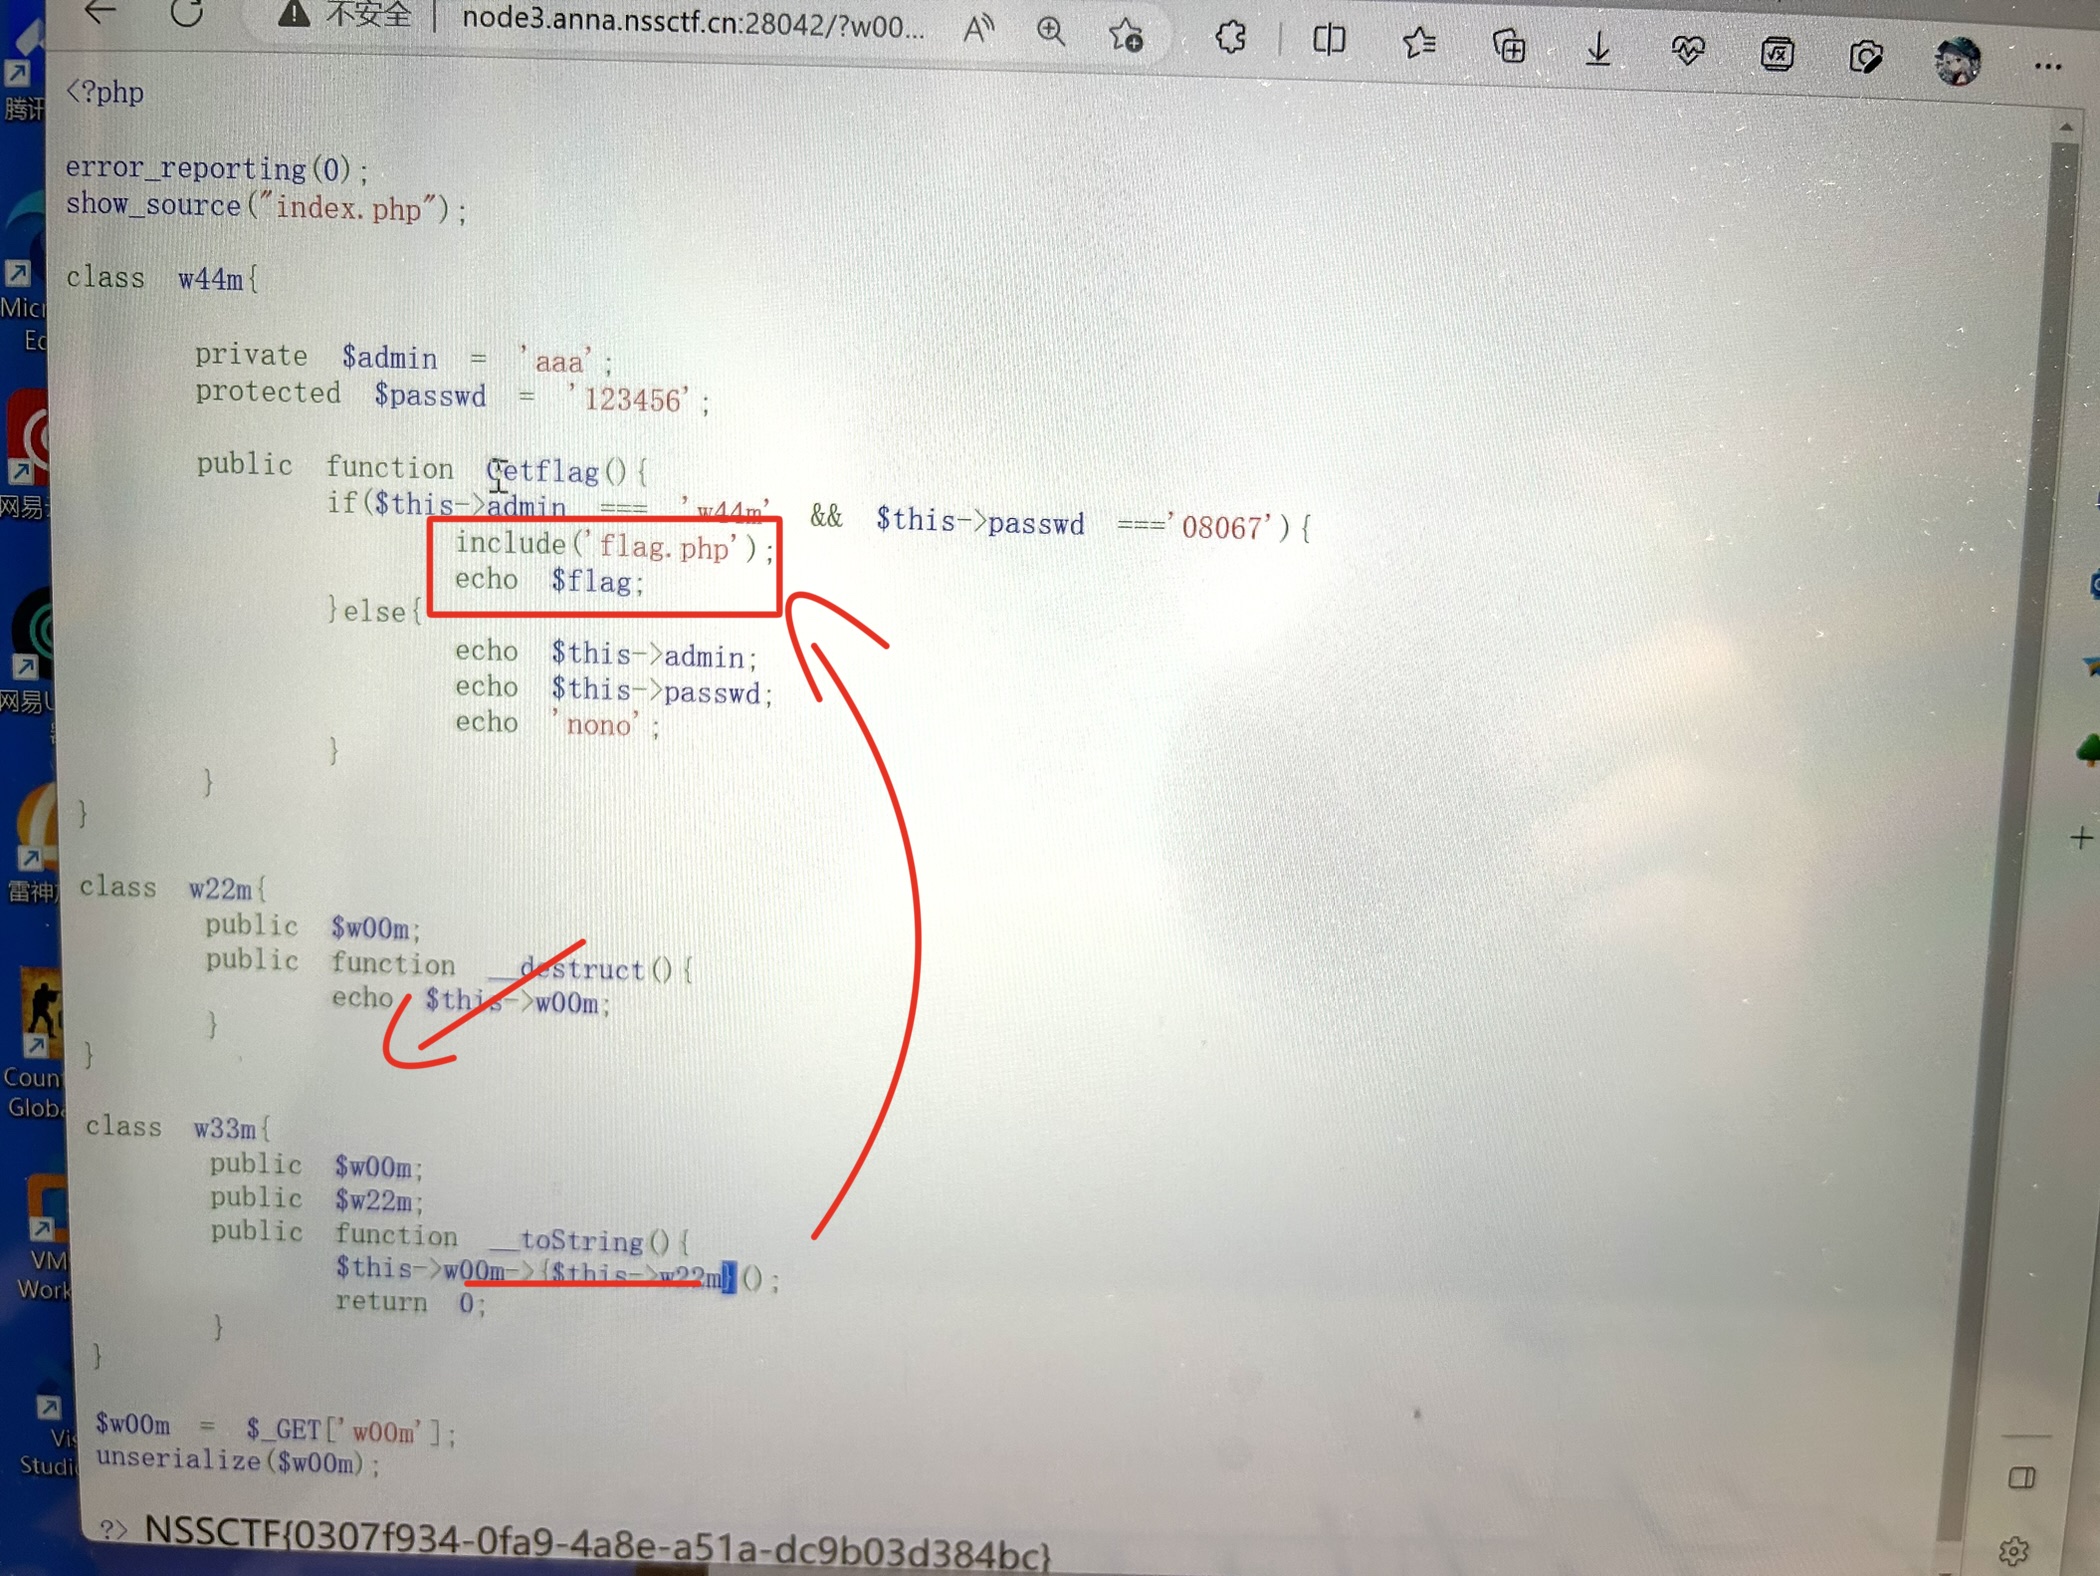 不安全 node3.anna.nssctf.cn:28042/?w00...
<?php
error_reporting(0);
show_source("index.php");
class w44m{
private $admin = 'aaa';
protected $passwd = '123456';
public function Getflag(){
if($this->admin === 'w44m' && $this->passwd ==='08067'){
include('flag.php');
echo $flag;
}else{
echo $this->admin;
echo $this->passwd;
echo 'nono';
}
}
}
class w22m{
public $w00m;
public function __destruct(){
echo $this->w00m;
}
}
class w33m{
public $w00m;
public $w22m;
public function __toString(){
$this->w00m->{$this->w22m}();
return 0;
}
}
$w00m = $_GET['w00m'];
unserialize($w00m);
?> NSSCTF{0307f934-0fa9-4a8e-a51a-dc9b03d384bc}
腾讯
网易
网易
雷神
Coun
Glob
VM
Work
Studi